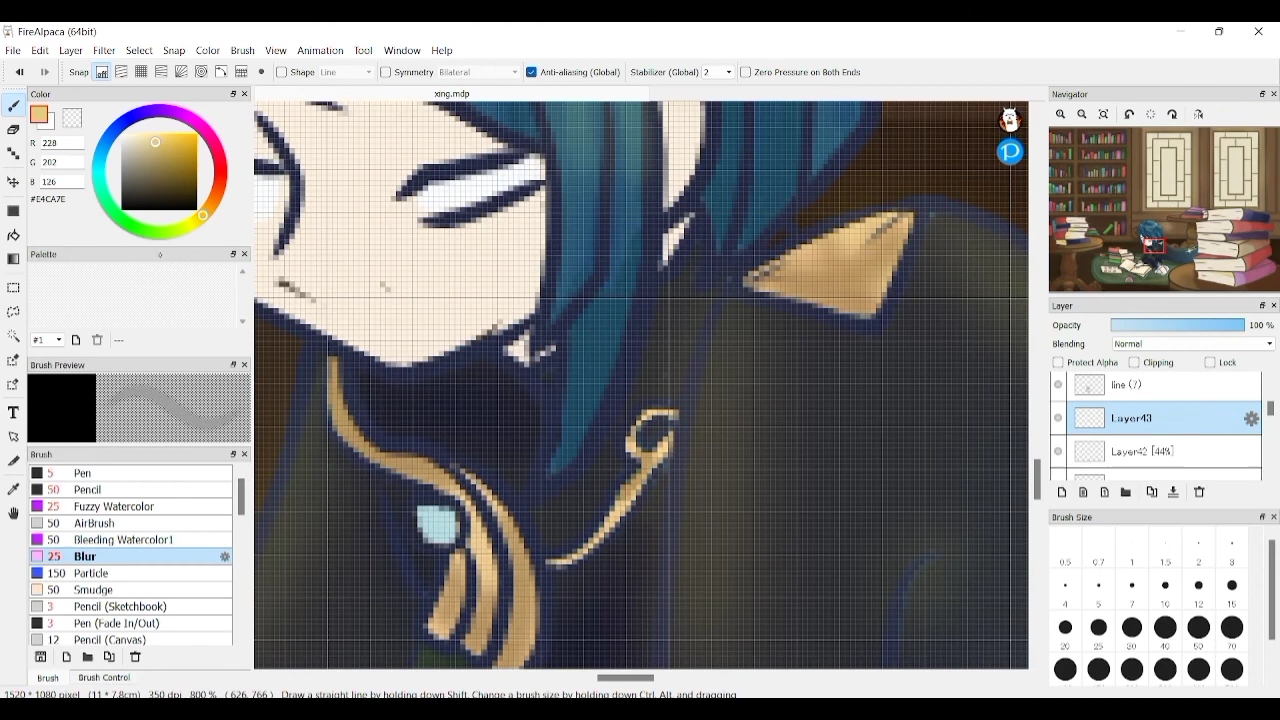 FireAlpaca (64bit)
File Edit Layer Filter Select Snap Color Brush View Animation Tool Window Help
Snap Shape Line Symmetry Bilateral Anti-aliasing (Global) Stabilizer (Global) 2 Zero Pressure on Both Ends
Color
xing.mdp
Navigator
R 228
G 202
B 126
#E4CA7E
Palette
#1
---
Brush Preview
Brush
5 Pen
50 Pencil
25 Fuzzy Watercolor
50 AirBrush
50 Bleeding Watercolor1
25 Blur
150 Particle
50 Smudge
3 Pencil (Sketchbook)
3 Pen (Fade In/Out)
12 Pencil (Canvas)
Brush Brush Control
Layer
Opacity 100 %
Blending Normal
Protect Alpha Clipping Lock
line (7)
Layer43
Layer42 [44%]
Brush Size
0.5 0.7 1 1.5 2 3
4 5 7 10 12 15
20 25 30 40 50 70
1520 * 1080 pixel (11 * 7.8cm) 350 dpi 800 % ( 626, 766 ) Draw a straight line by holding down Shift, Change a brush size by holding down Ctrl, Alt, and dragging